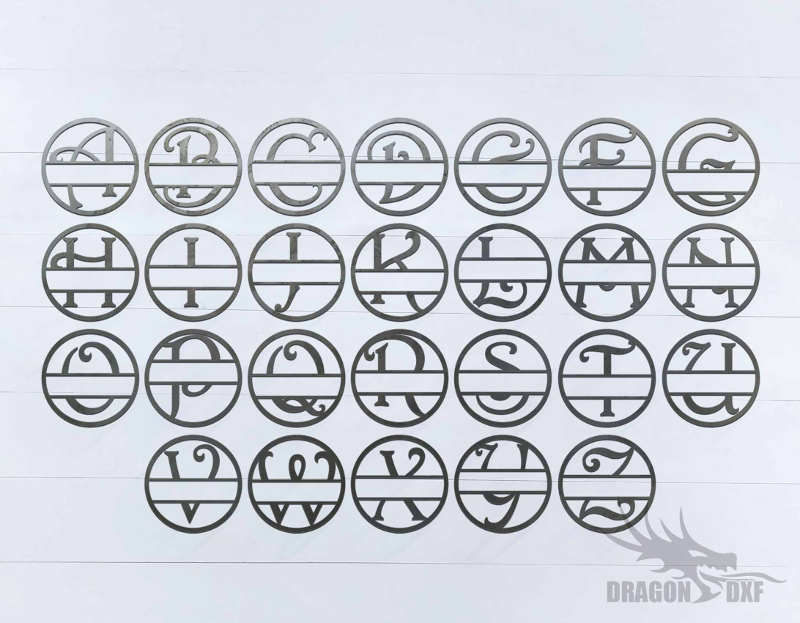 A B C D E F G
H I J K L M N
O P Q R S T U
V W X Y Z
DRAGON DXF